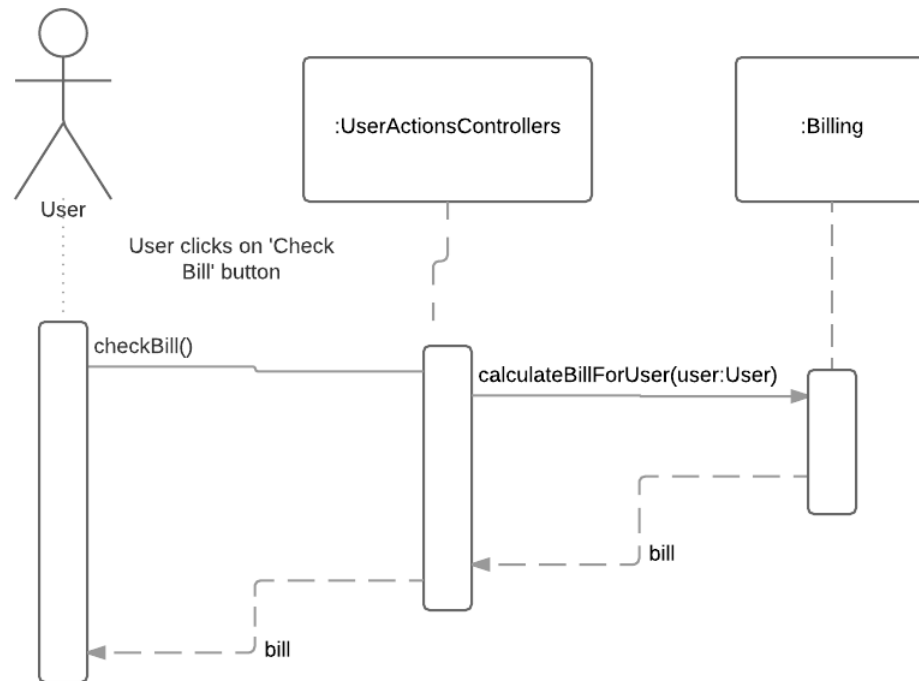 :UserActionsControllers
:Billing
User
User clicks on 'Check
Bill' button
checkBill()
calculateBillForUser(user:User)
bill
bill